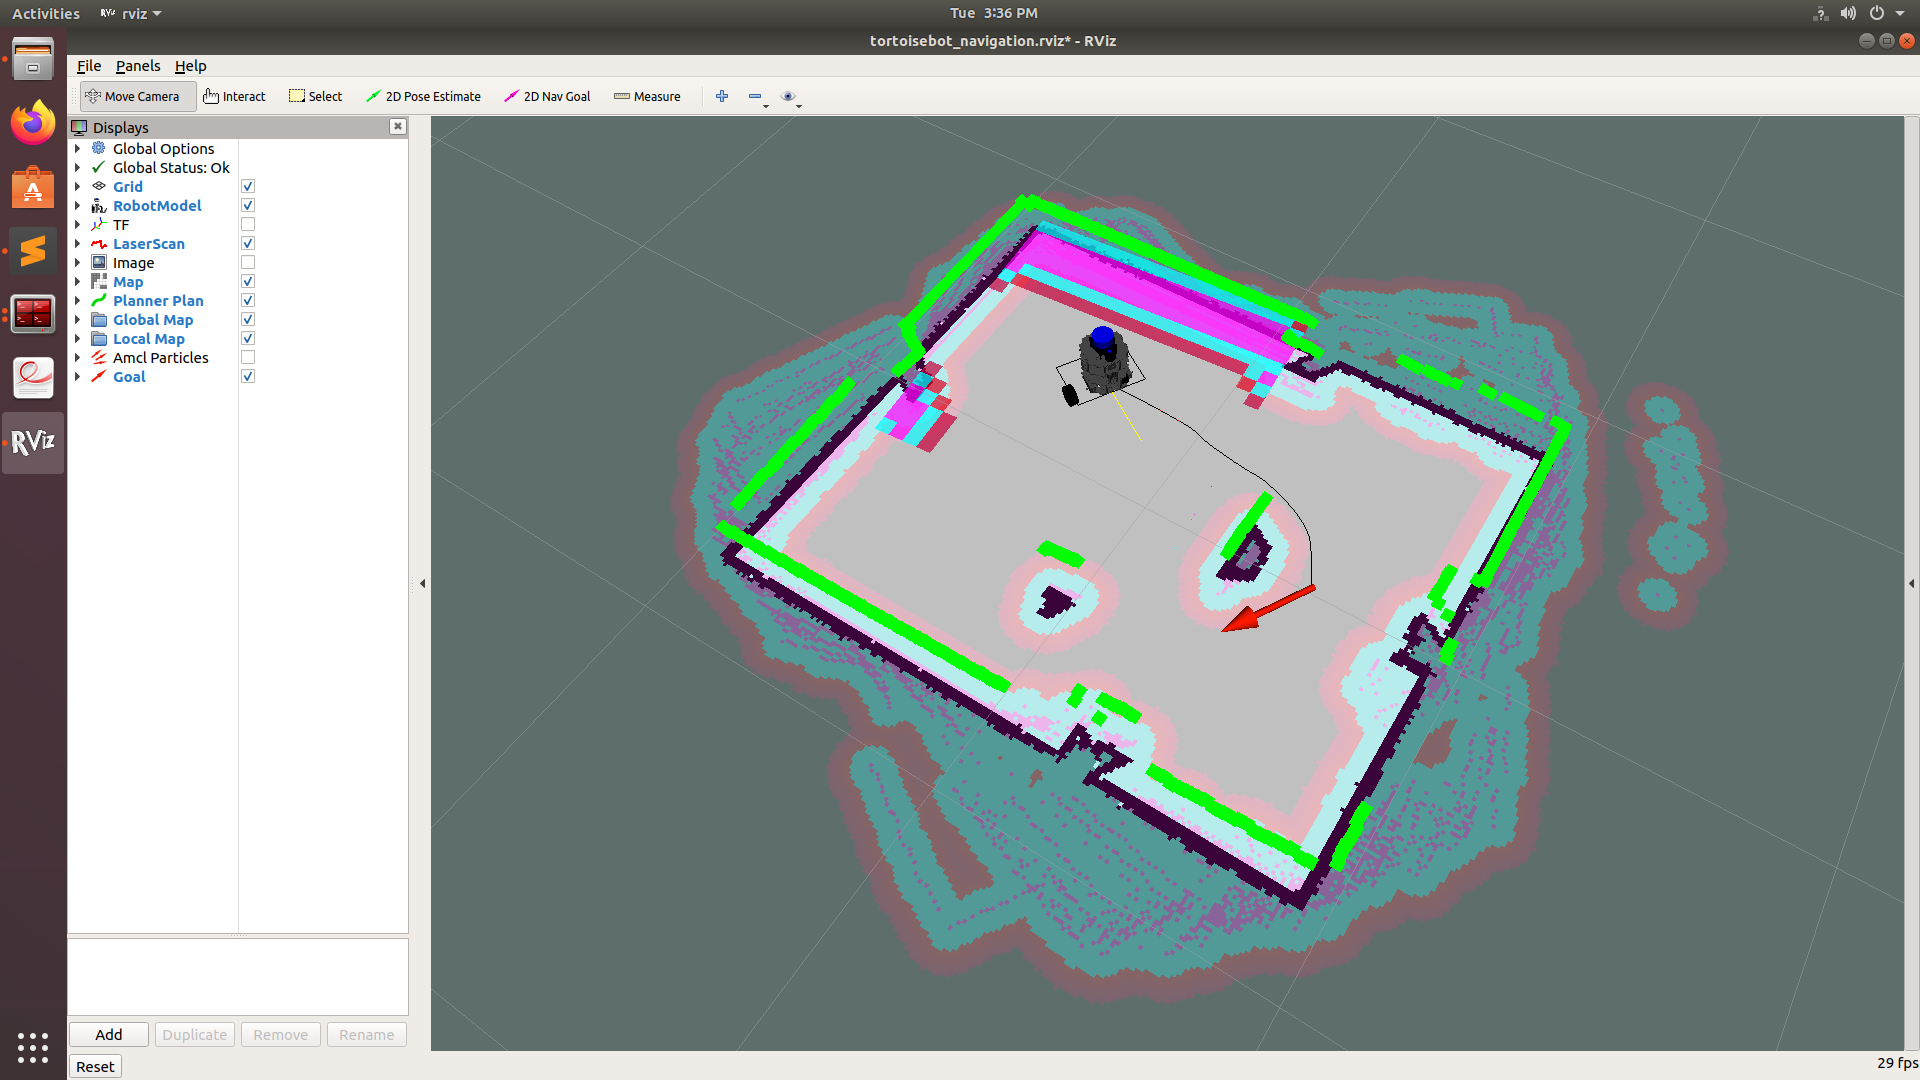 Activities
rviz
Tue 3:36 PM
tortoisebot_navigation.rviz* - RViz
File Panels Help
Move Camera Interact Select 2D Pose Estimate 2D Nav Goal Measure
Displays
Global Options
Global Status: Ok
Grid
RobotModel
TF
LaserScan
Image
Map
Planner Plan
Global Map
Local Map
Amcl Particles
Goal
RViz
Add Duplicate Remove Rename
Reset
29 fps